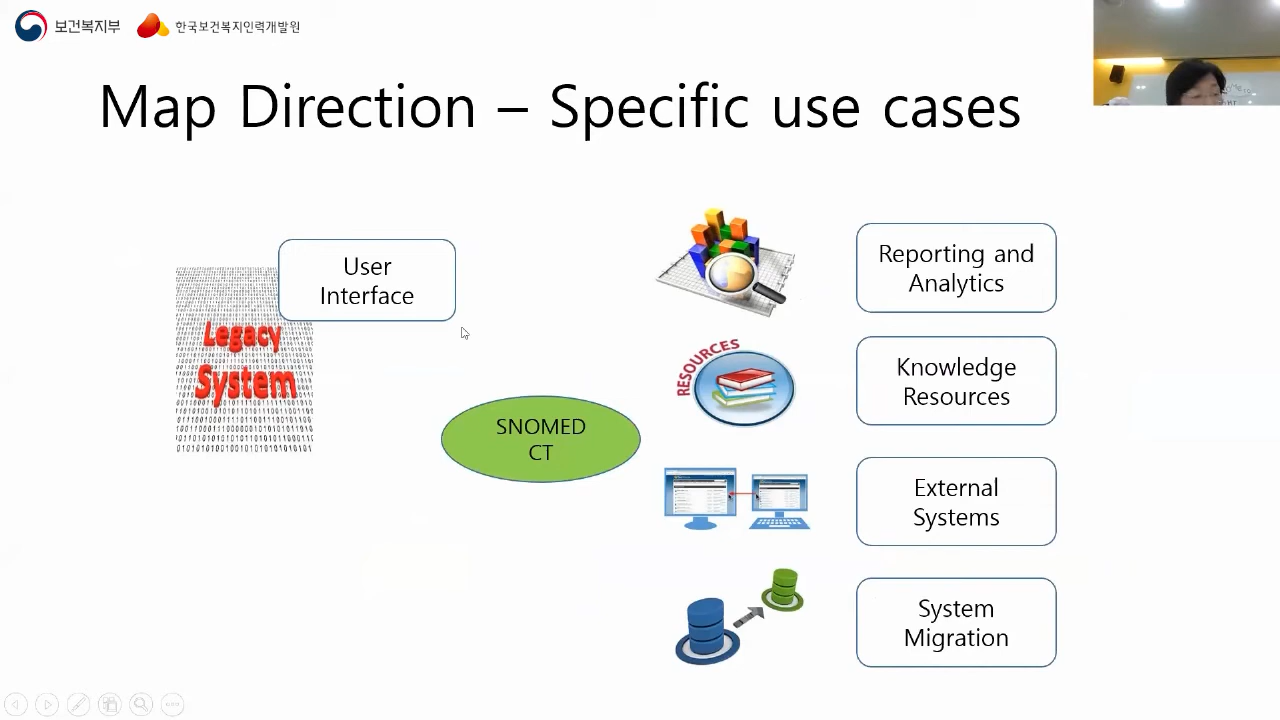 보건복지부
한국보건복지인력개발원
Map Direction – Specific use cases
User
Interface
Legacy
System
SNOMED
CT
RESOURCES
Reporting and
Analytics
Knowledge
Resources
External
Systems
System
Migration